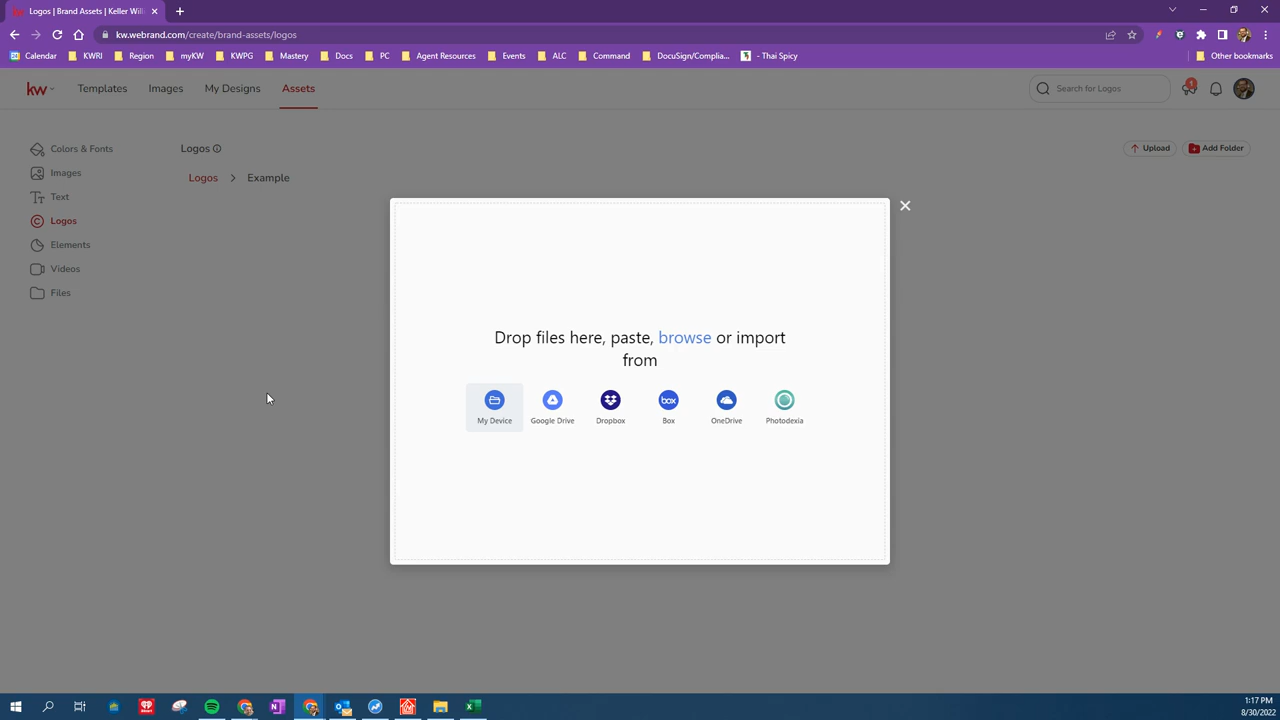 Logos | Brand Assets | Keller Willi
kw.webrand.com/create/brand-assets/logos
Calendar KWRI Region myKW KWPG Mastery Docs PC Agent Resources Events ALC Command DocuSign/Complia... - Thai Spicy Other bookmarks
kw Templates Images My Designs Assets Search for Logos
Colors & Fonts
Images
Text
Logos
Elements
Videos
Files
Logos
Upload Add Folder
Logos > Example
Drop files here, paste, browse or import
from
My Device Google Drive Dropbox Box OneDrive Photodexia
box
1:17 PM
8/30/2022